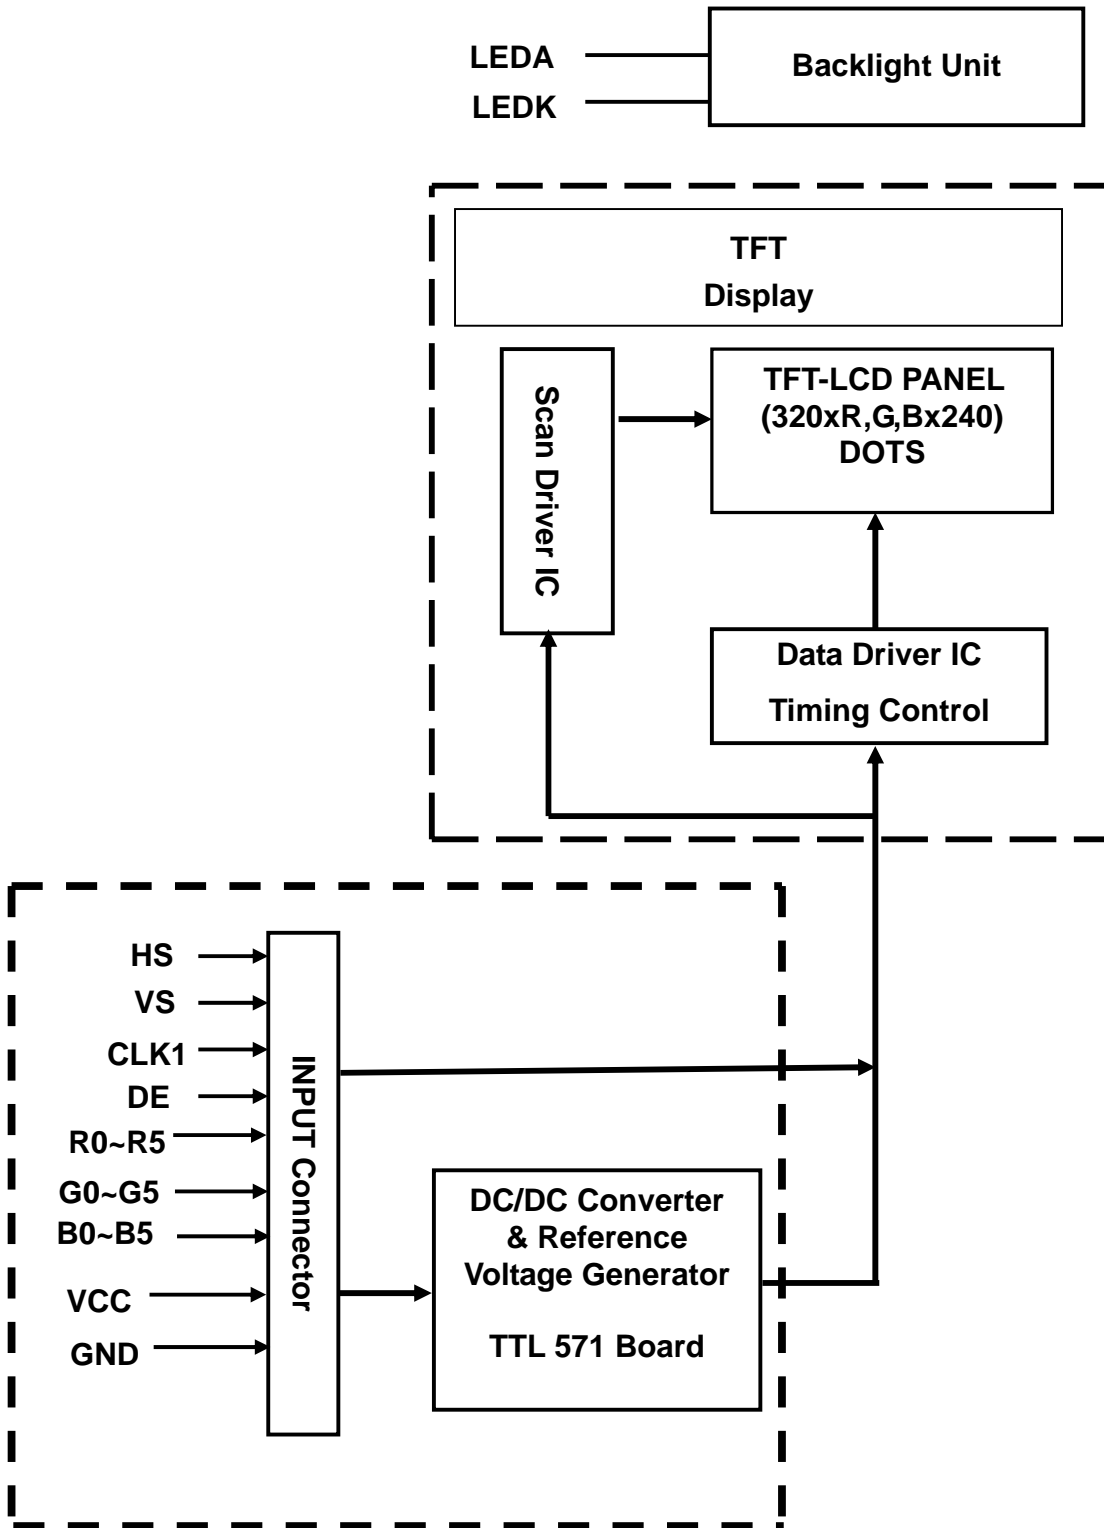 LEDA
LEDK
Backlight Unit
TFT
Display
Scan Driver IC
TFT-LCD PANEL
(320xR,G,Bx240)
DOTS
Data Driver IC
Timing Control
HS
VS
CLK1
DE
R0~R5
G0~G5
B0~B5
VCC
GND
INPUT Connector
DC/DC Converter
& Reference
Voltage Generator
TTL 571 Board